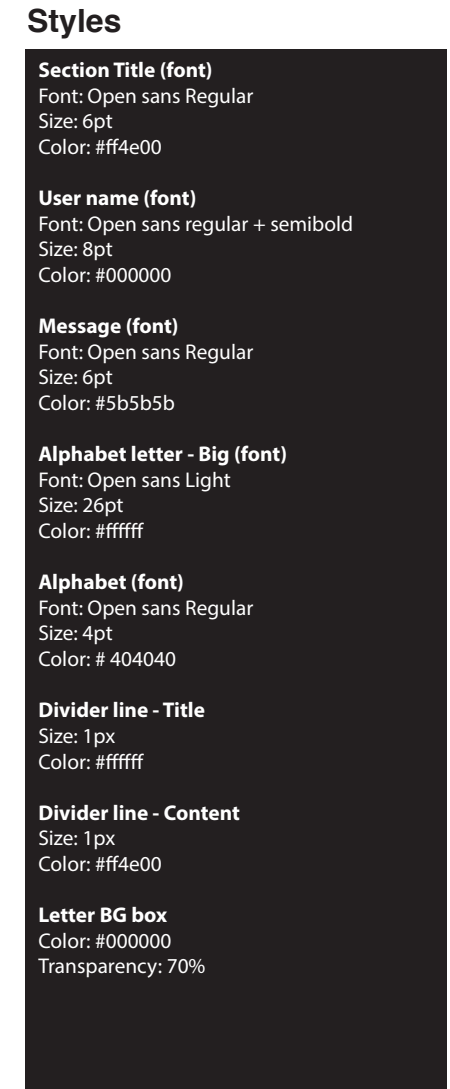 Styles
Section Title (font)
Font: Open sans Regular
Size: 6pt
Color: #ff4e00
User name (font)
Font: Open sans regular + semibold
Size: 8pt
Color: #000000
Message (font)
Font: Open sans Regular
Size: 6pt
Color: #5b5b5b
Alphabet letter - Big (font)
Font: Open sans Light
Size: 26pt
Color: #ffffff
Alphabet (font)
Font: Open sans Regular
Size: 4pt
Color: # 404040
Divider line - Title
Size: 1px
Color: #ffffff
Divider line - Content
Size: 1px
Color: #ff4e00
Letter BG box
Color: #000000
Transparency: 70%